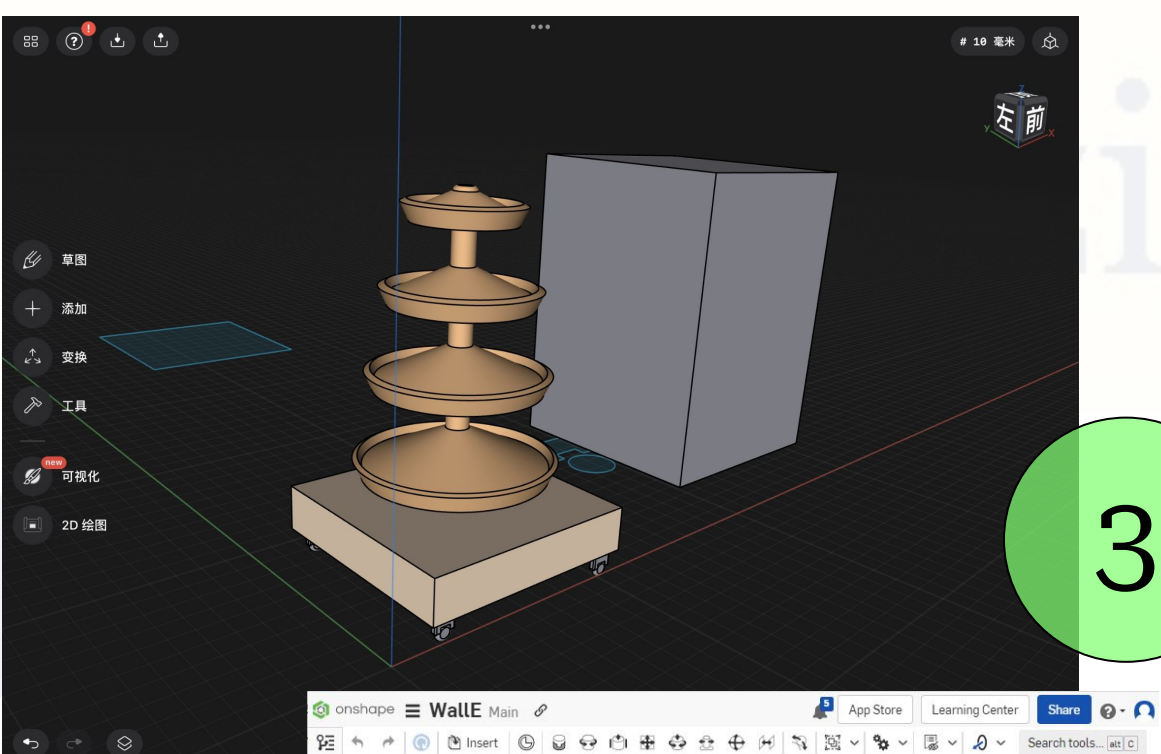 !
?
# 10 毫米
Z
左
前
Y
X
草图
添加
变换
工具
new
可视化
2D 绘图
3
onshape
WallE Main
5
App Store
Learning Center
Share
?
Insert
Search tools... alt C